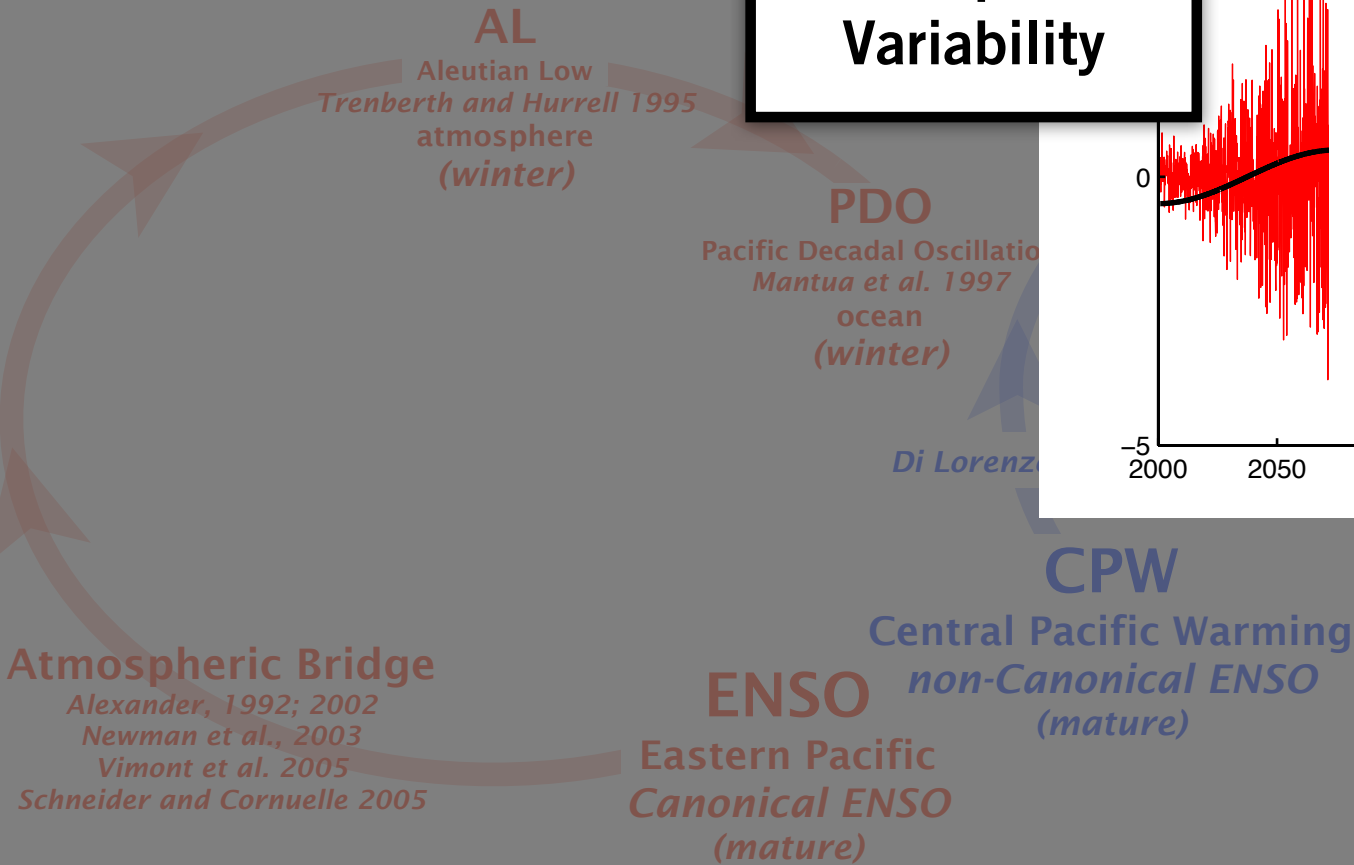 Variability
AL
Aleutian Low
Trenberth and Hurrell 1995
atmosphere
(winter)
PDO
Pacific Decadal Oscillatio
Mantua et al. 1997
ocean
(winter)
Di Lorenz
0
−5
2000 2050
CPW
Central Pacific Warming
non-Canonical ENSO
(mature)
Atmospheric Bridge
Alexander, 1992; 2002
Newman et al., 2003
Vimont et al. 2005
Schneider and Cornuelle 2005
ENSO
Eastern Pacific
Canonical ENSO
(mature)